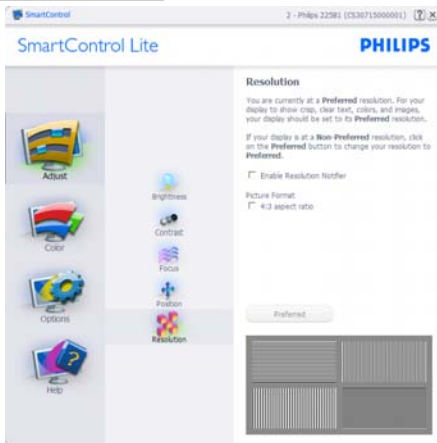 SmartControl
2 - Philips 225B1 (CS30715000001)
SmartControl Lite
PHILIPS
Adjust
Color
Options
Help
Brightness
Contrast
Focus
Position
Resolution
Resolution
You are currently at a Preferred resolution. For your
display to show crisp, clear text, colors, and images,
your display should be set to its Preferred resolution.
If your display is at a Non-Preferred resolution, click
on the Preferred button to change your resolution to
Preferred.
Enable Resolution Notifier
Picture Format
4:3 aspect ratio
Preferred